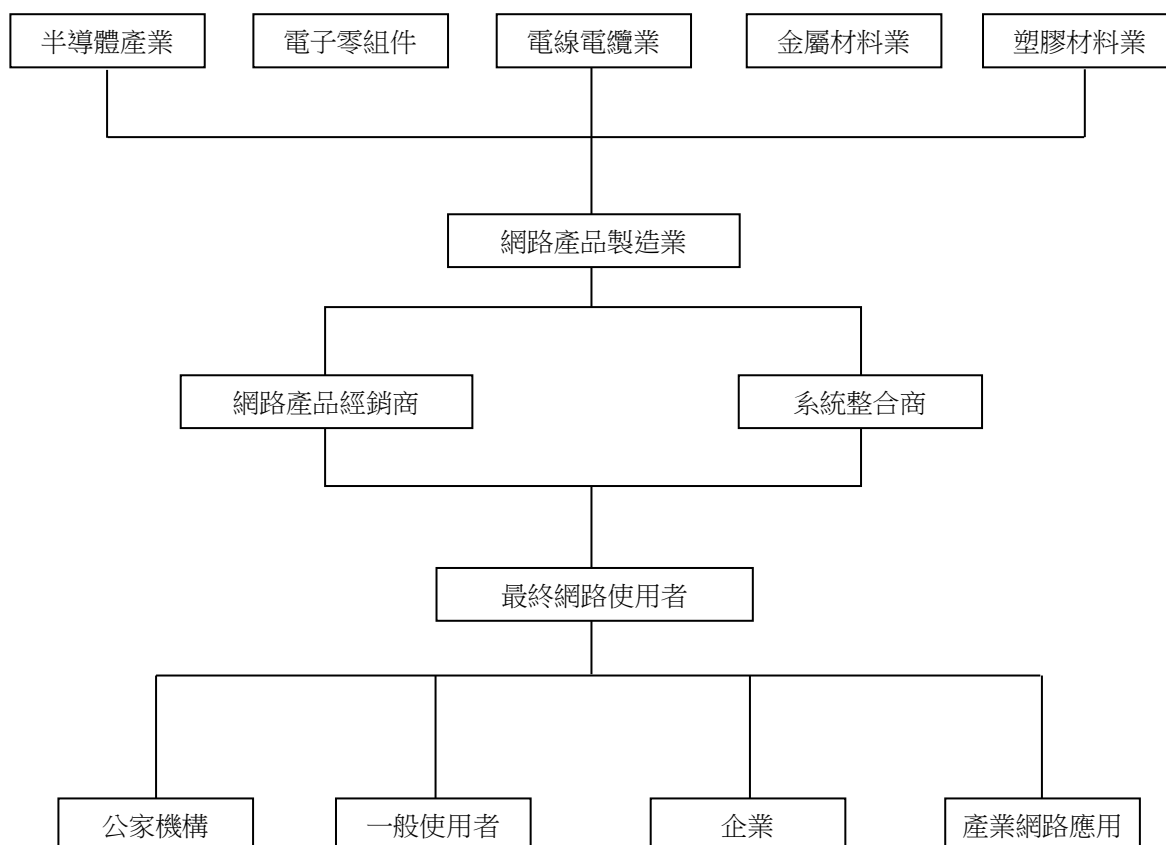 半導體產業
電子零組件
電線電纜業
金屬材料業
塑膠材料業
網路產品製造業
網路產品經銷商
系統整合商
最終網路使用者
公家機構
一般使用者
企業
產業網路應用